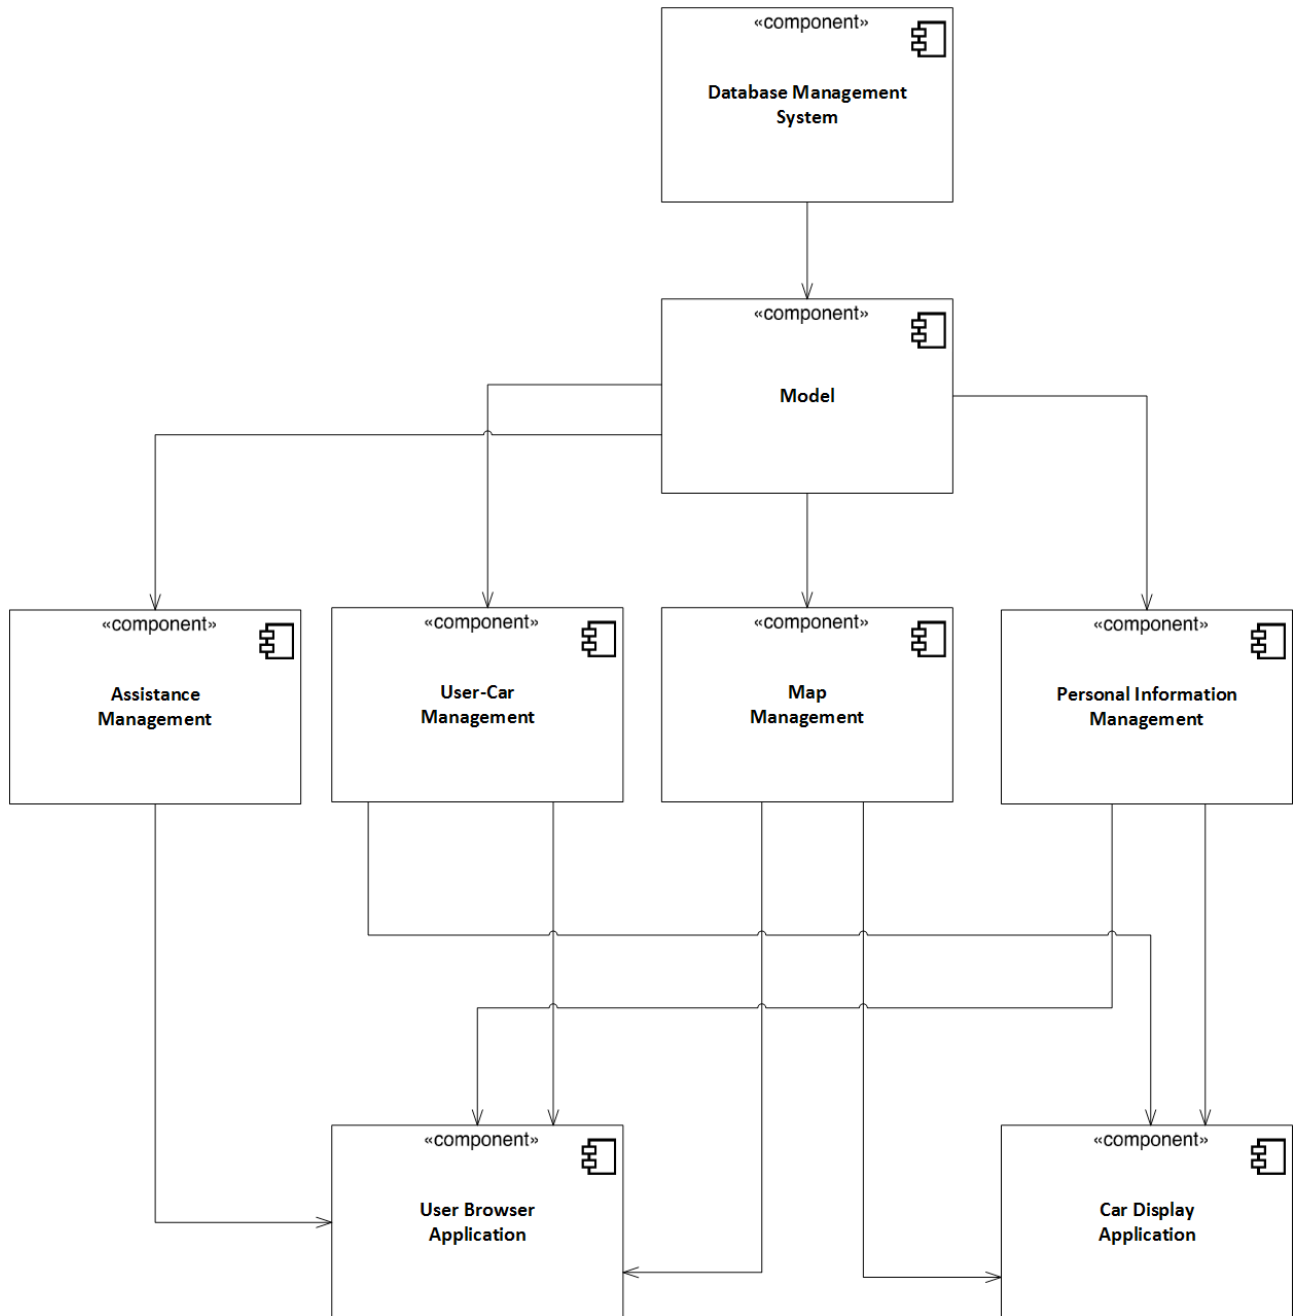 «component»
Database Management
System
«component»
Model
«component»
Assistance
Management
«component»
User-Car
Management
«component»
Map
Management
«component»
Personal Information
Management
«component»
User Browser
Application
«component»
Car Display
Application